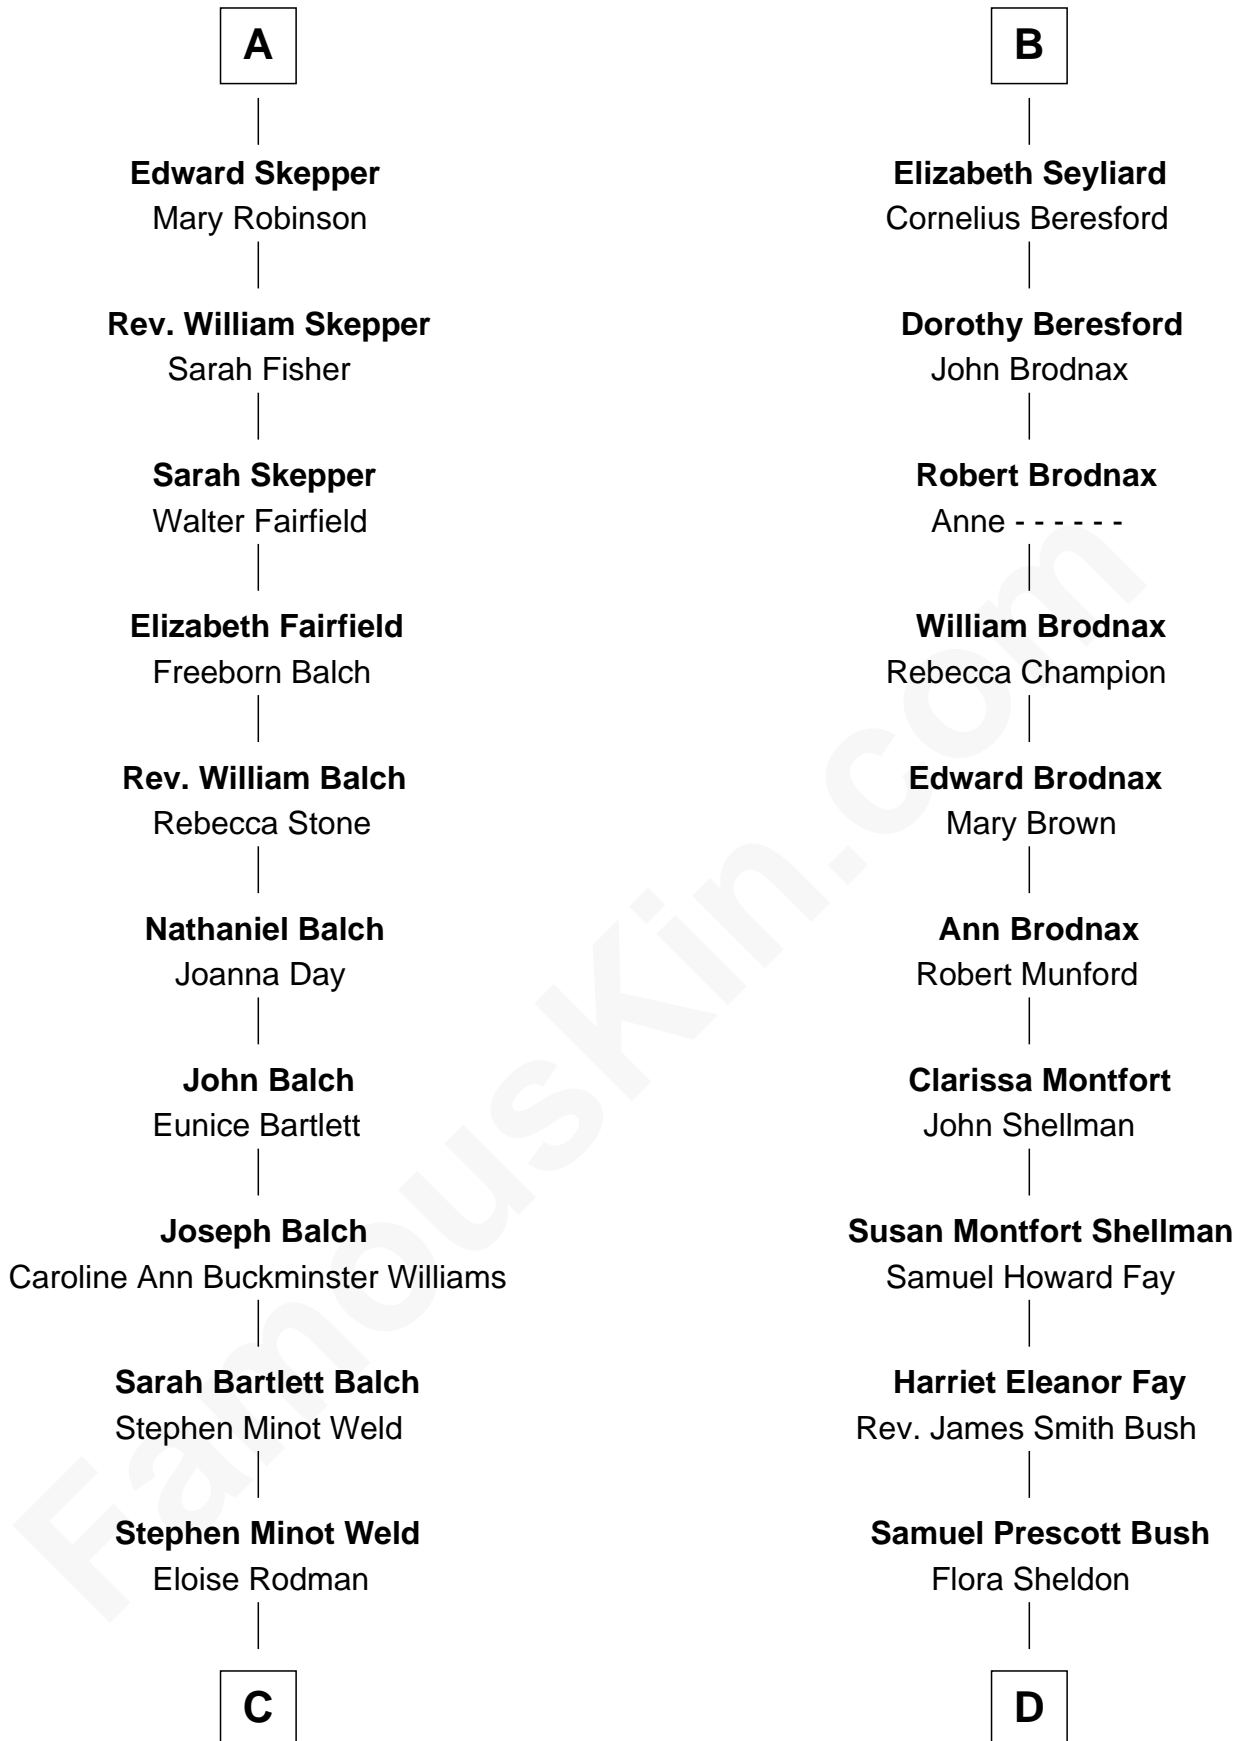 A
Edward Skepper
Mary Robinson
Rev. William Skepper
Sarah Fisher
Sarah Skepper
Walter Fairfield
Elizabeth Fairfield
Freeborn Balch
Rev. William Balch
Rebecca Stone
Nathaniel Balch
Joanna Day
John Balch
Eunice Bartlett
Joseph Balch
Caroline Ann Buckminster Williams
Sarah Bartlett Balch
Stephen Minot Weld
Stephen Minot Weld
Eloise Rodman
C
B
Elizabeth Seyliard
Cornelius Beresford
Dorothy Beresford
John Brodnax
Robert Brodnax
Anne - - - - - -
William Brodnax
Rebecca Champion
Edward Brodnax
Mary Brown
Ann Brodnax
Robert Munford
Clarissa Montfort
John Shellman
Susan Montfort Shellman
Samuel Howard Fay
Harriet Eleanor Fay
Rev. James Smith Bush
Samuel Prescott Bush
Flora Sheldon
D
FamousKin.com